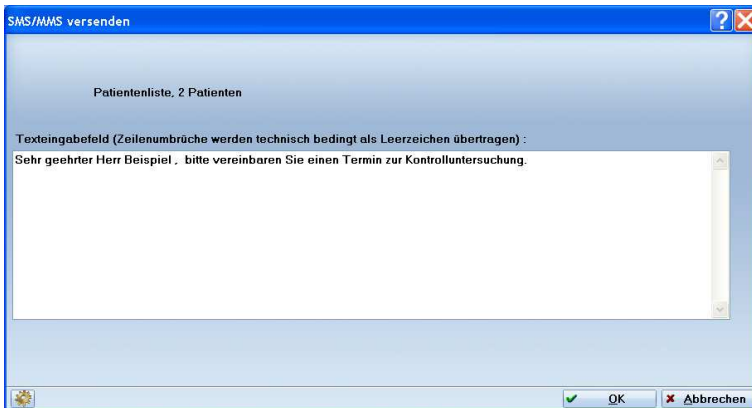 SMS/MMS versenden
Patientenliste, 2 Patienten
Texteingabefeld (Zeilenumbrüche werden technisch bedingt als Leerzeichen übertragen) :
Sehr geehrter Herr Beispiel ,  bitte vereinbaren Sie einen Termin zur Kontrolluntersuchung.
OK Abbrechen